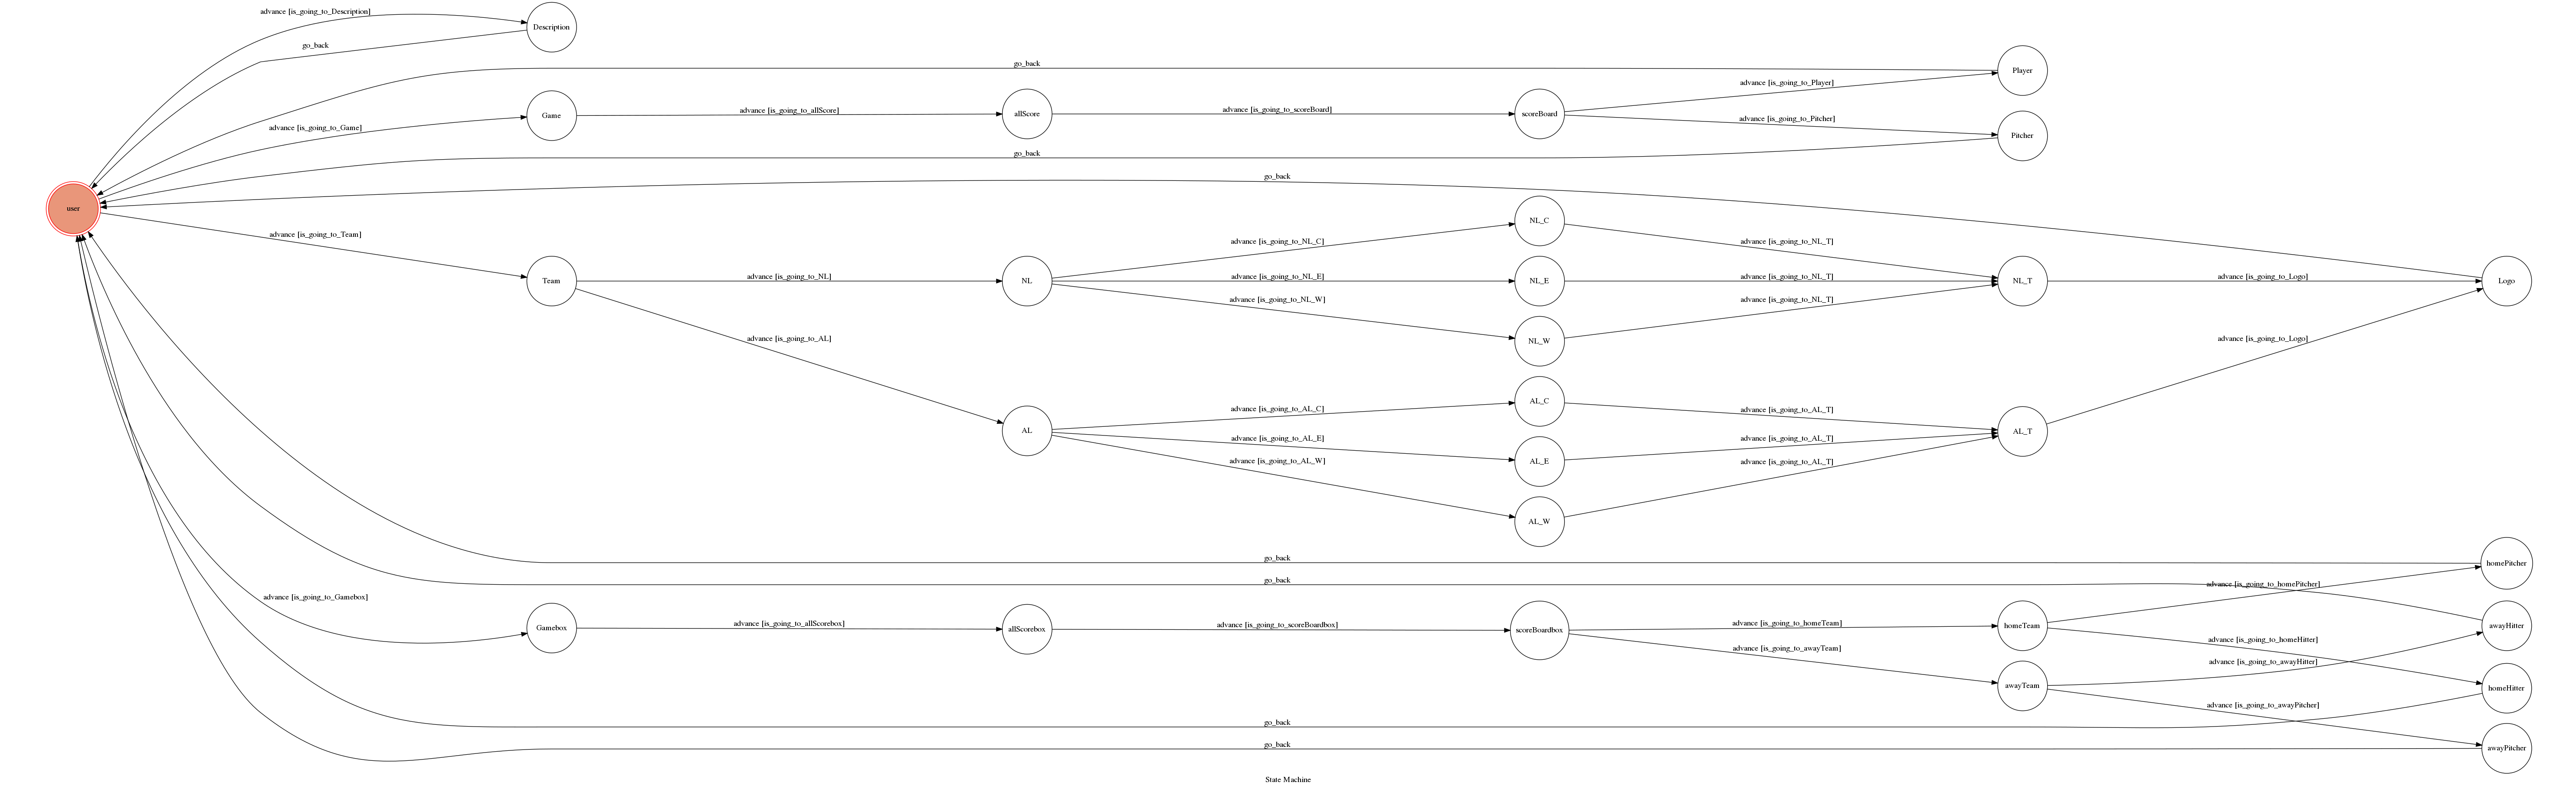 advance [is_going_to_Description]
Description
go_back
go_back
Player
advance [is_going_to_Player]
advance [is_going_to_Game]
Game
advance [is_going_to_allScore]
allScore
advance [is_going_to_scoreBoard]
scoreBoard
advance [is_going_to_Pitcher]
Pitcher
go_back
go_back
user
advance [is_going_to_Team]
Team
advance [is_going_to_NL]
NL
advance [is_going_to_NL_C]
NL_C
advance [is_going_to_NL_T]
advance [is_going_to_NL_E]
NL_E
advance [is_going_to_NL_T]
NL_T
advance [is_going_to_Logo]
Logo
advance [is_going_to_NL_W]
NL_W
advance [is_going_to_NL_T]
advance [is_going_to_AL]
AL
advance [is_going_to_AL_C]
AL_C
advance [is_going_to_AL_T]
advance [is_going_to_Logo]
advance [is_going_to_AL_E]
AL_E
advance [is_going_to_AL_T]
AL_T
advance [is_going_to_AL_W]
AL_W
advance [is_going_to_AL_T]
go_back
homePitcher
go_back
advance [is_going_to_homePitcher]
advance [is_going_to_Gamebox]
Gamebox
advance [is_going_to_allScorebox]
allScorebox
advance [is_going_to_scoreBoardbox]
scoreBoardbox
advance [is_going_to_homeTeam]
homeTeam
awayHitter
advance [is_going_to_homeHitter]
advance [is_going_to_awayTeam]
awayTeam
advance [is_going_to_awayHitter]
homeHitter
advance [is_going_to_awayPitcher]
go_back
go_back
awayPitcher
State Machine